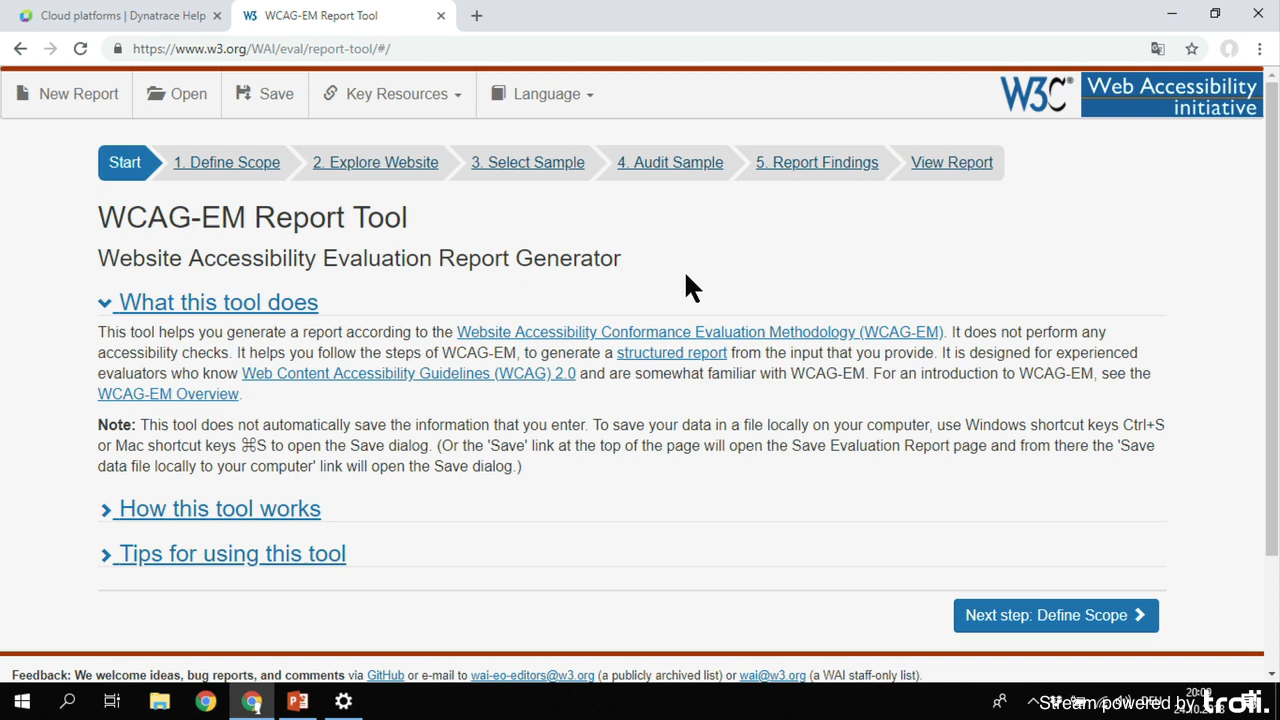 Cloud platforms | Dynatrace Help
WCAG-EM Report Tool
https://www.w3.org/WAI/eval/report-tool/#/
New Report
Open
Save
Key Resources
Language
W3C®
Web Accessibility
initiative
Start
1. Define Scope
2. Explore Website
3. Select Sample
4. Audit Sample
5. Report Findings
View Report
WCAG-EM Report Tool
Website Accessibility Evaluation Report Generator
What this tool does
This tool helps you generate a report according to the Website Accessibility Conformance Evaluation Methodology (WCAG-EM). It does not perform any
accessibility checks. It helps you follow the steps of WCAG-EM, to generate a structured report from the input that you provide. It is designed for experienced
evaluators who know Web Content Accessibility Guidelines (WCAG) 2.0 and are somewhat familiar with WCAG-EM. For an introduction to WCAG-EM, see the
WCAG-EM Overview.
Note: This tool does not automatically save the information that you enter. To save your data in a file locally on your computer, use Windows shortcut keys Ctrl+S
or Mac shortcut keys ⌘S to open the Save dialog. (Or the 'Save' link at the top of the page will open the Save Evaluation Report page and from there the 'Save
data file locally to your computer' link will open the Save dialog.)
How this tool works
Tips for using this tool
Next step: Define Scope
Feedback: We welcome ideas, bug reports, and comments via GitHub or e-mail to wai-eo-editors@w3.org (a publicly archived list) or wai@w3.org (a WAI staff-only list).
Stream powered by troii.